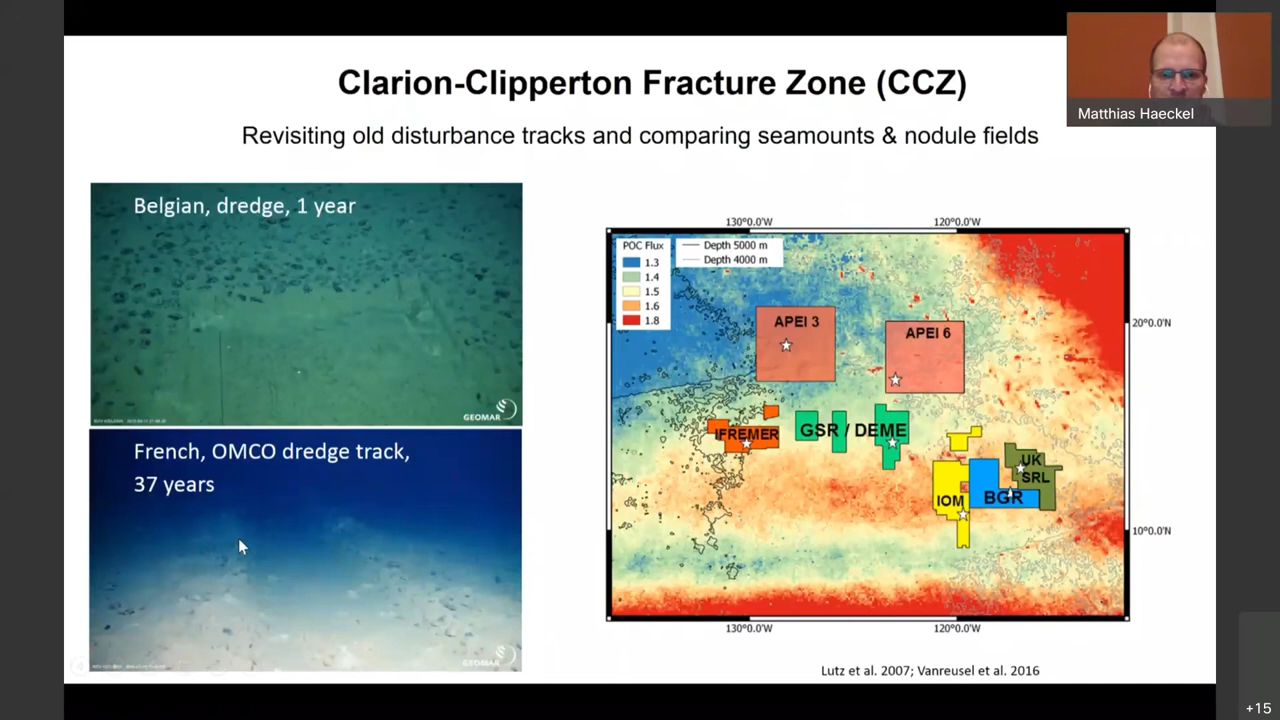 Clarion-Clipperton Fracture Zone (CCZ)
Matthias Haeckel
Revisiting old disturbance tracks and comparing seamounts & nodule fields
Belgian, dredge, 1 year
GEOMAR
French, OMCO dredge track,
37 years
GEOMAR
130°0.0'W
120°0.0'W
POC Flux
1.3
1.4
1.5
1.6
1.8
Depth 5000 m
Depth 4000 m
APEI 3
APEI 6
20°0.0'N
IFREMER
GSR / DEME
UK
SRL
IOM
BGR
10°0.0'N
130°0.0'W
120°0.0'W
Lutz et al. 2007; Vanreusel et al. 2016
+15